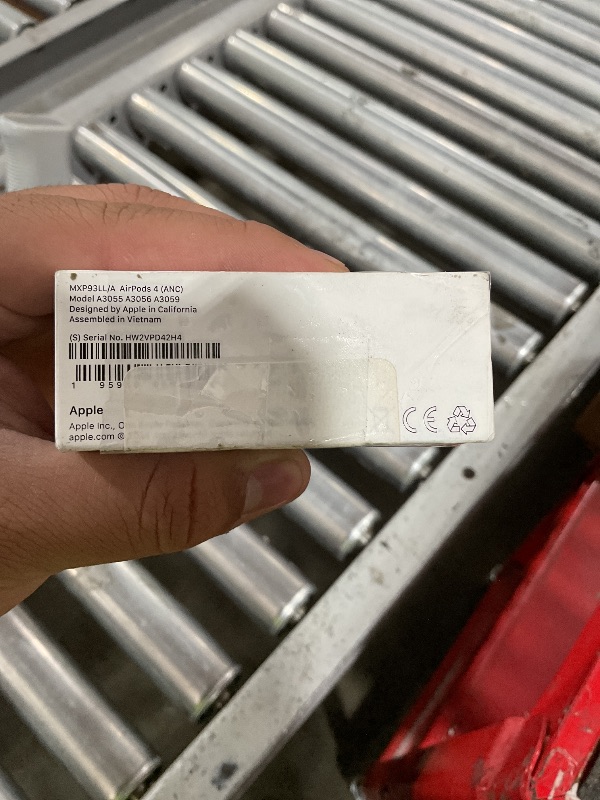 MXP93LL/A AirPods 4 (ANC)
Model A3055 A3056 A3059
Designed by Apple in California
Assembled in Vietnam
(S) Serial No. HW2VPD42H4
1 959
Apple
Apple Inc.,
apple.com ©
CE